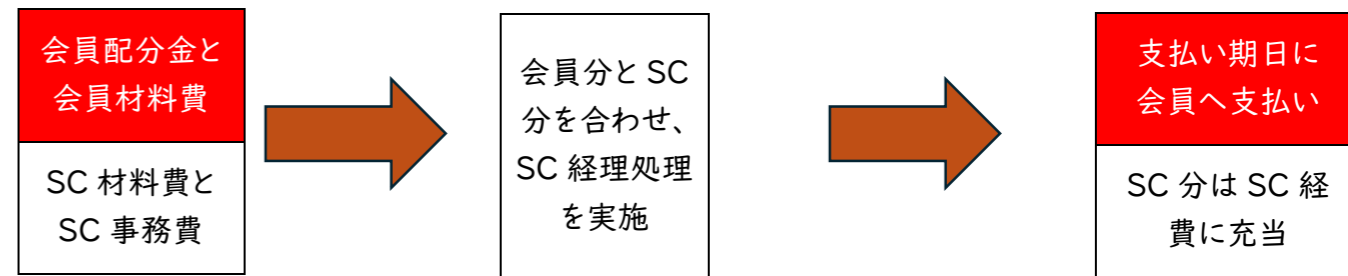 会員配分金と
会員材料費
SC 材料費と
SC 事務費
会員分と SC
分を合わせ、
SC 経理処理
を実施
支払い期日に
会員へ支払い
SC 分は SC 経
費に充当